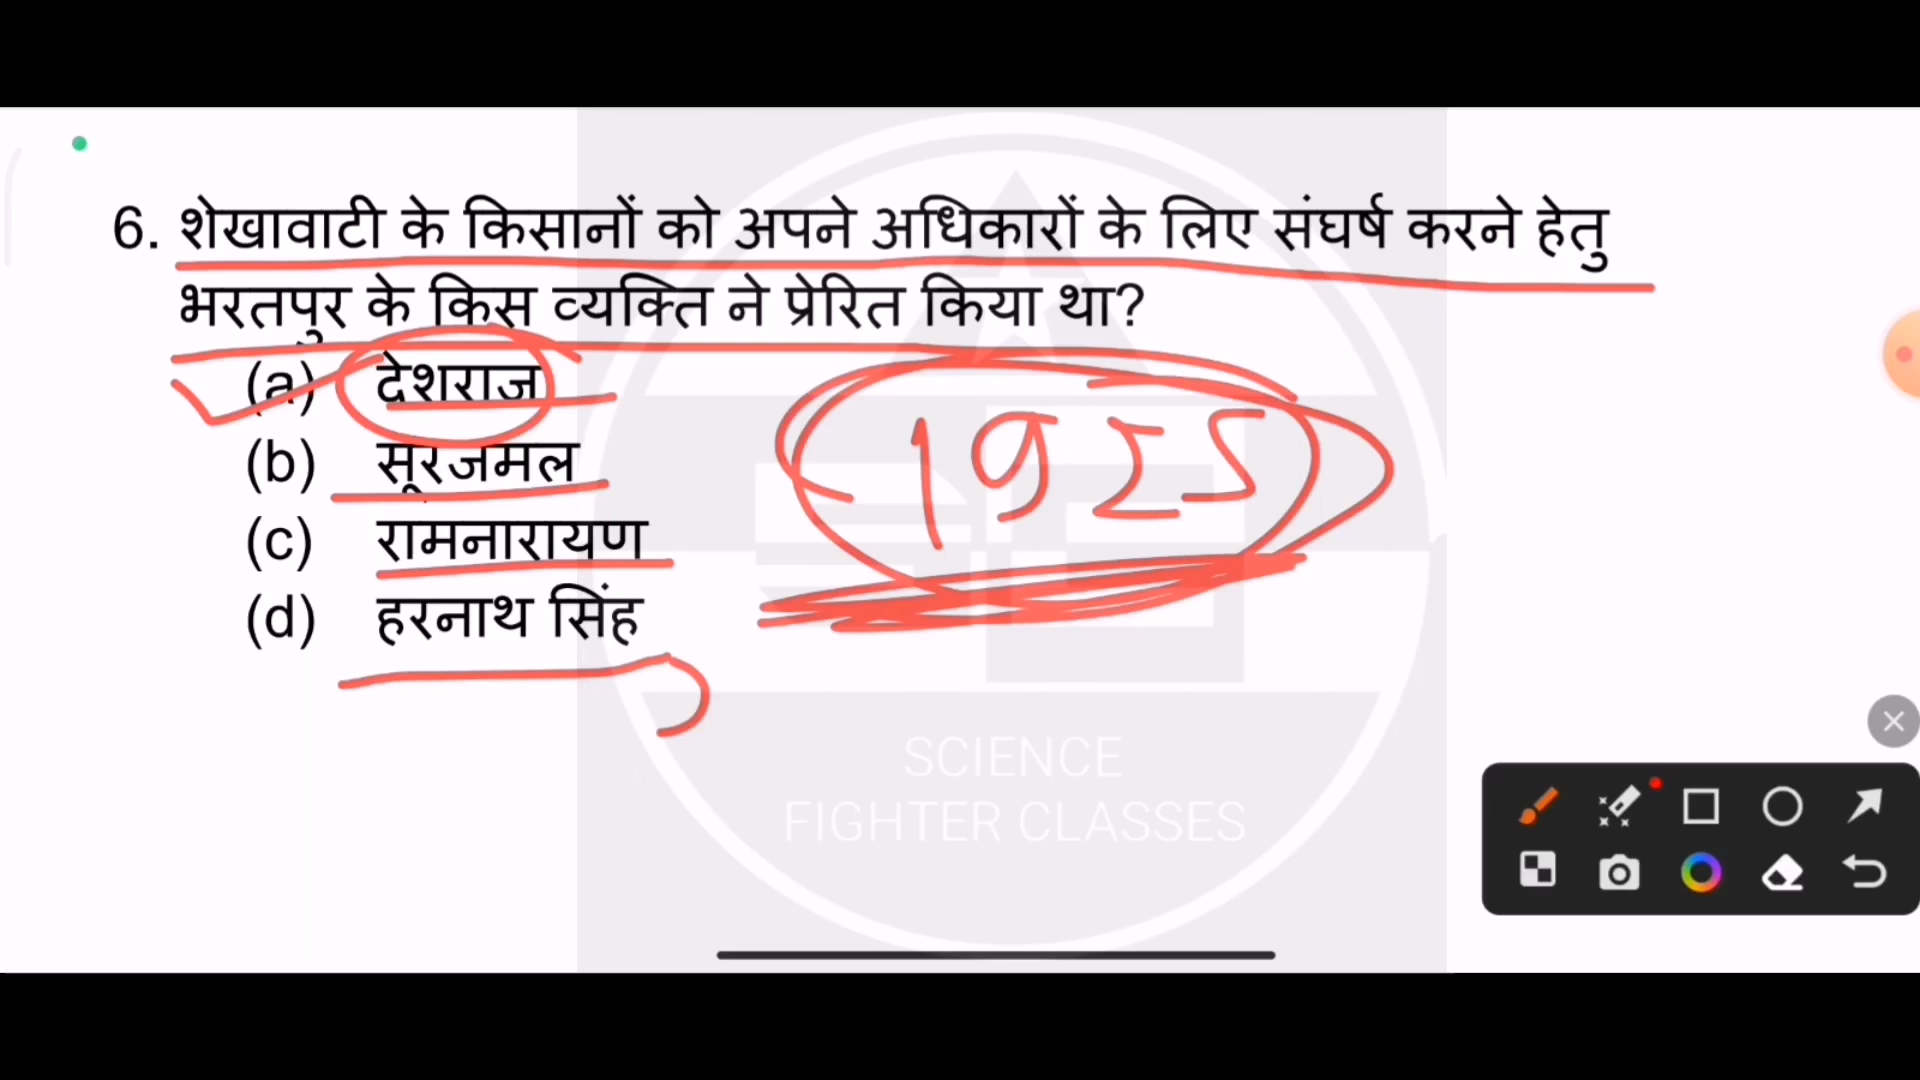 6. शेखावाटी के किसानों को अपने अधिकारों के लिए संघर्ष करने हेतु
भरतपुर के किस व्यक्ति ने प्रेरित किया था?
(a) देशराज
(b) सूरजमल
(c) रामनारायण
(d) हरनाथ सिंह
1925
SCIENCE
FIGHTER CLASSES